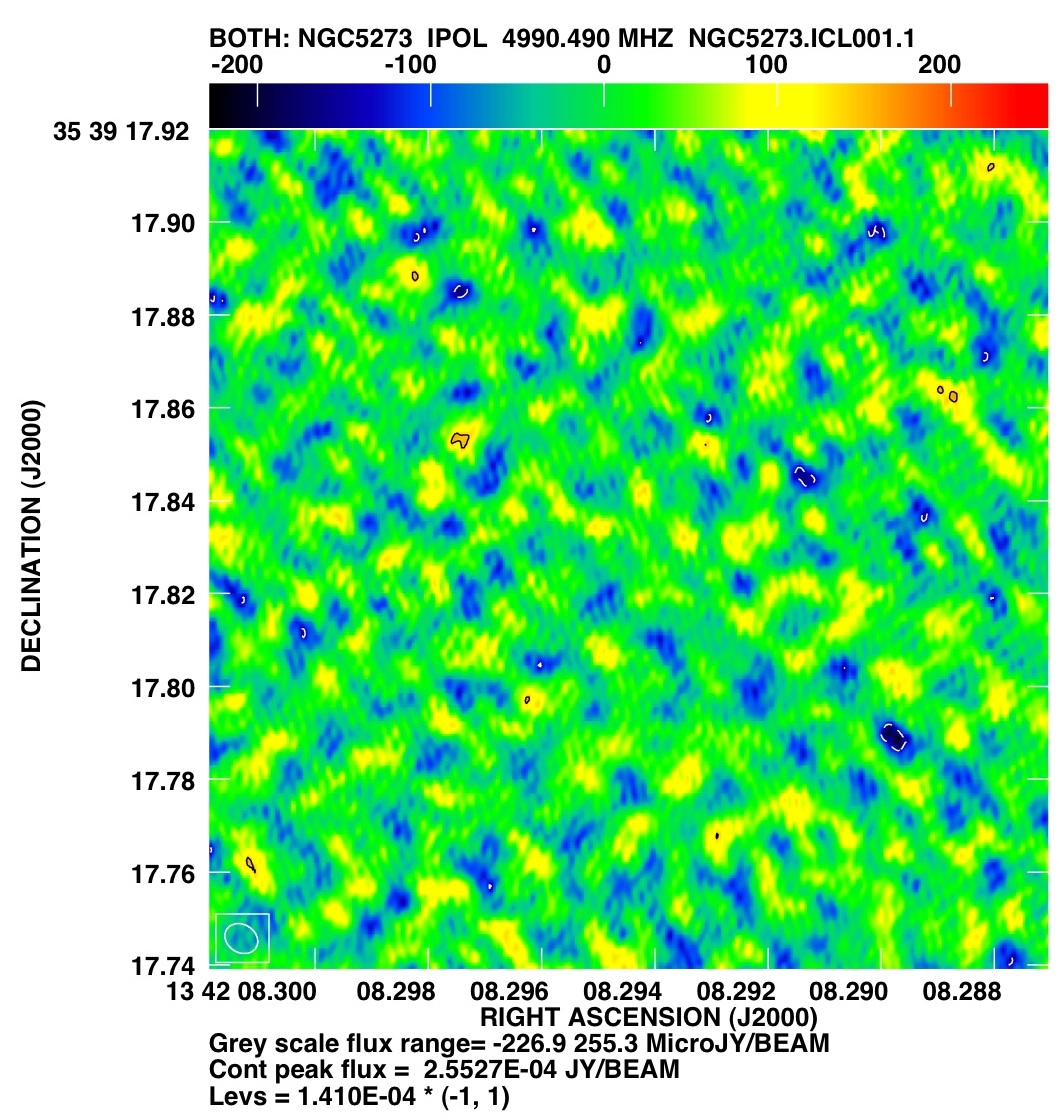 BOTH: NGC5273 IPOL 4990.490 MHZ NGC5273.ICL001.1
-200 -100 0 100 200
35 39 17.92
17.90
17.88
17.86
17.84
17.82
17.80
17.78
17.76
17.74
DECLINATION (J2000)
13 42 08.300 08.298 08.296 08.294 08.292 08.290 08.288
RIGHT ASCENSION (J2000)
Grey scale flux range= -226.9 255.3 MicroJY/BEAM
Cont peak flux = 2.5527E-04 JY/BEAM
Levs = 1.410E-04 * (-1, 1)